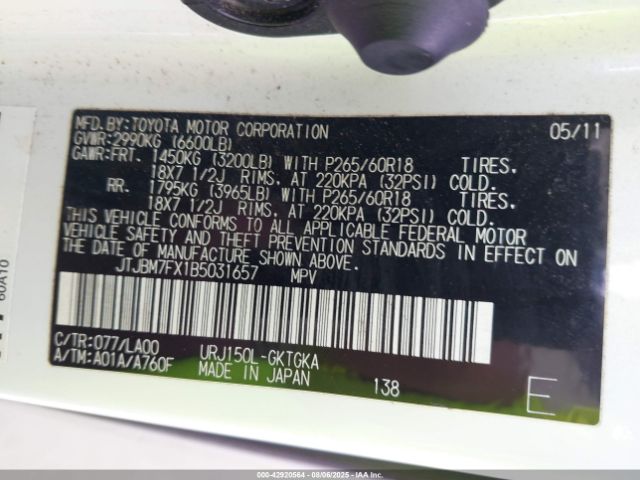 MFD.BY:TOYOTA MOTOR CORPORATION 05/11
GVWR:2990KG (6600LB)
GAWR:FRT. 1450KG (3200LB) WITH P265/60R18 TIRES,
18X7 1/2J RIMS, AT 220KPA (32PSI) COLD.
RR. 1795KG (3965LB) WITH P265/60R18 TIRES,
18X7 1/2J RIMS, AT 220KPA (32PSI) COLD.
THIS VEHICLE CONFORMS TO ALL APPLICABLE FEDERAL MOTOR
VEHICLE SAFETY AND THEFT PREVENTION STANDARDS IN EFFECT
ON THE DATE OF MANUFACTURE SHOWN ABOVE.
JTJBM7FX1B5031657 MPV
C/TR:077/LA00 URJ150L-GKTGKA
A/TM:A01A/A760F MADE IN JAPAN 138 E
60A10
000-42920564 - 08/06/2025 - IAA Inc.